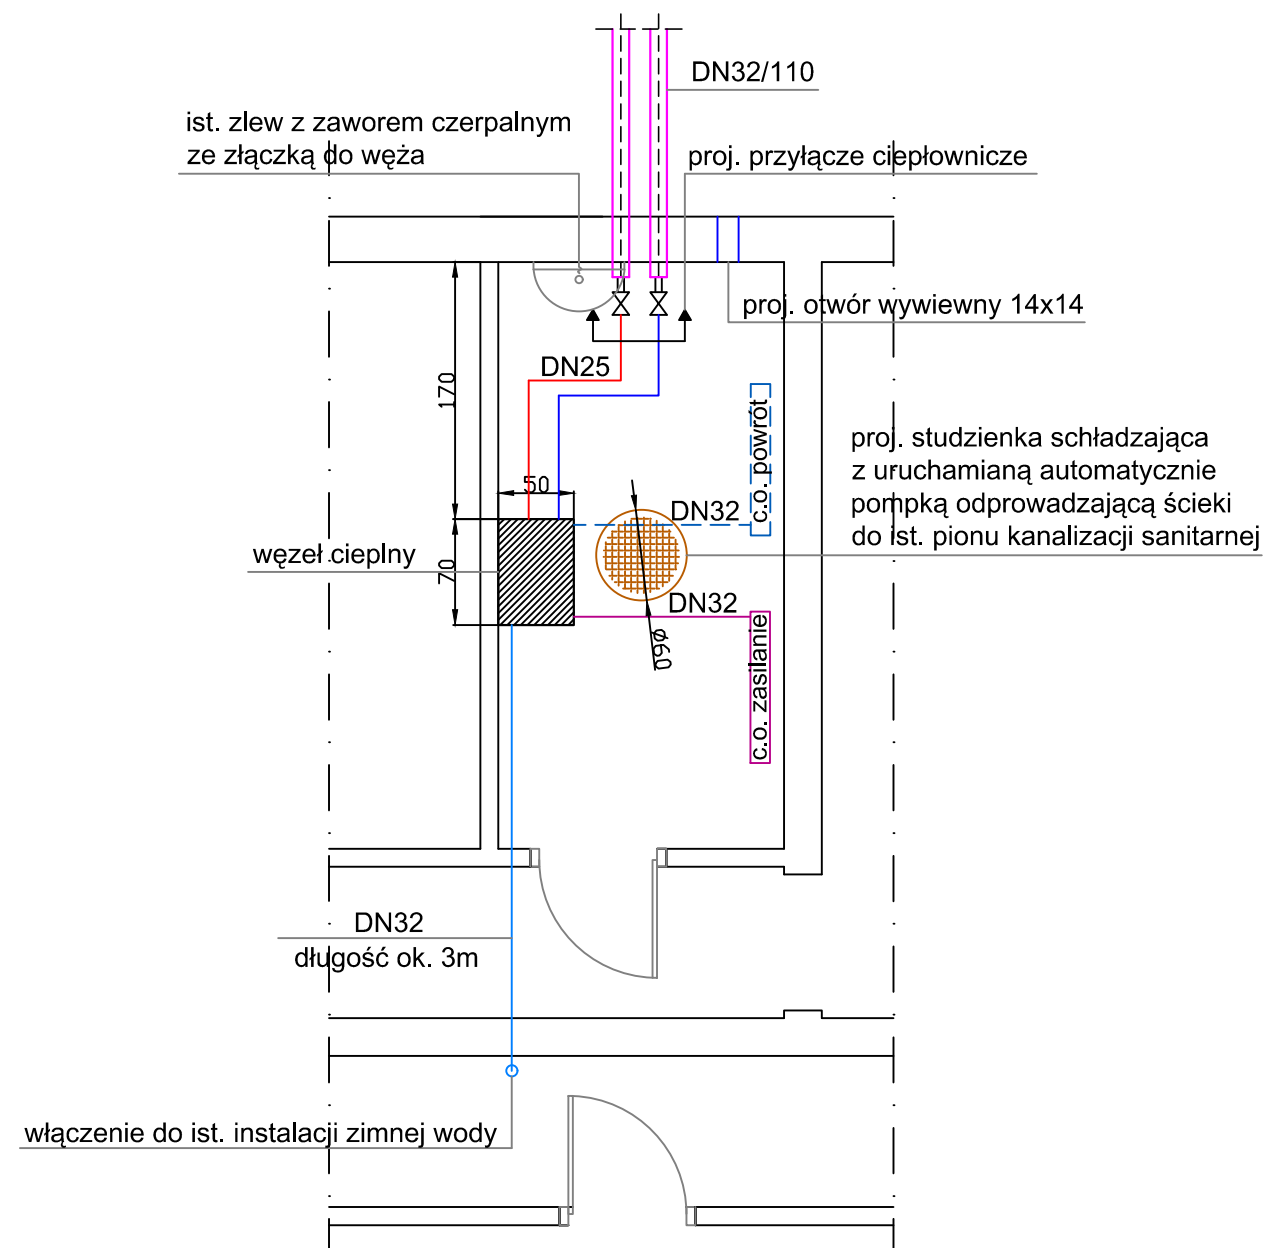 DN32/110
ist. zlew z zaworem czerpalnym
ze złączką do węża
proj. przyłącze ciepłownicze
proj. otwór wywiewny 14x14
DN25
170
c.o. powrót
proj. studzienka schładzająca
z uruchamianą automatycznie
pompką odprowadzającą ścieki
do ist. pionu kanalizacji sanitarnej
50
DN32
węzeł cieplny
70
DN32
ø60
c.o. zasilanie
DN32
długość ok. 3m
włączenie do ist. instalacji zimnej wody